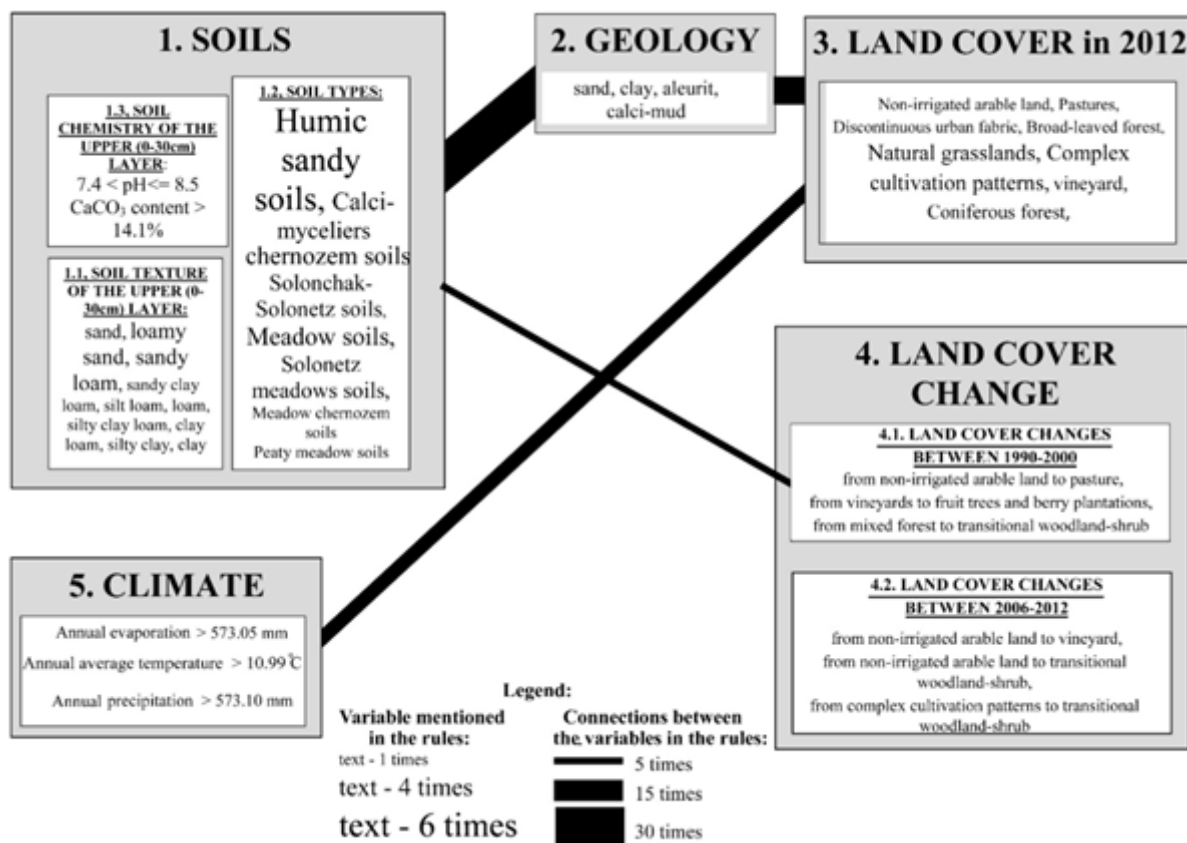 1. SOILS
1.3, SOIL
CHEMISTRY OF THE
UPPER (0-30cm)
LAYER:
7.4 < pH<= 8.5
CaCO₃ content >
14.1%
1.1, SOIL TEXTURE
OF THE UPPER (0-
30cm) LAYER:
sand, loamy
sand, sandy
loam, sandy clay
loam, silt loam, loam,
silty clay loam, clay
loam, silty clay, clay
1.2, SOIL TYPES:
Humic
sandy
soils, Calci-
myceliers
chernozem soils
Solonchak-
Solonetz soils,
Meadow soils,
Solonetz
meadows soils,
Meadow chernozem
soils
Peaty meadow soils
2. GEOLOGY
sand, clay, aleurit,
calci-mud
3. LAND COVER in 2012
Non-irrigated arable land, Pastures,
Discontinuous urban fabric, Broad-leaved forest,
Natural grasslands, Complex
cultivation patterns, vineyard,
Coniferous forest,
4. LAND COVER
CHANGE
4.1. LAND COVER CHANGES
BETWEEN 1990-2000
from non-irrigated arable land to pasture,
from vineyards to fruit trees and berry plantations,
from mixed forest to transitional woodland-shrub
4.2. LAND COVER CHANGES
BETWEEN 2006-2012
from non-irrigated arable land to vineyard,
from non-irrigated arable land to transitional
woodland-shrub,
from complex cultivation patterns to transitional
woodland-shrub
5. CLIMATE
Annual evaporation > 573.05 mm
Annual average temperature > 10.99℃
Annual precipitation > 573.10 mm
Legend:
Variable mentioned
in the rules:
text - 1 times
text - 4 times
text - 6 times
Connections between
the variables in the rules:
5 times
15 times
30 times